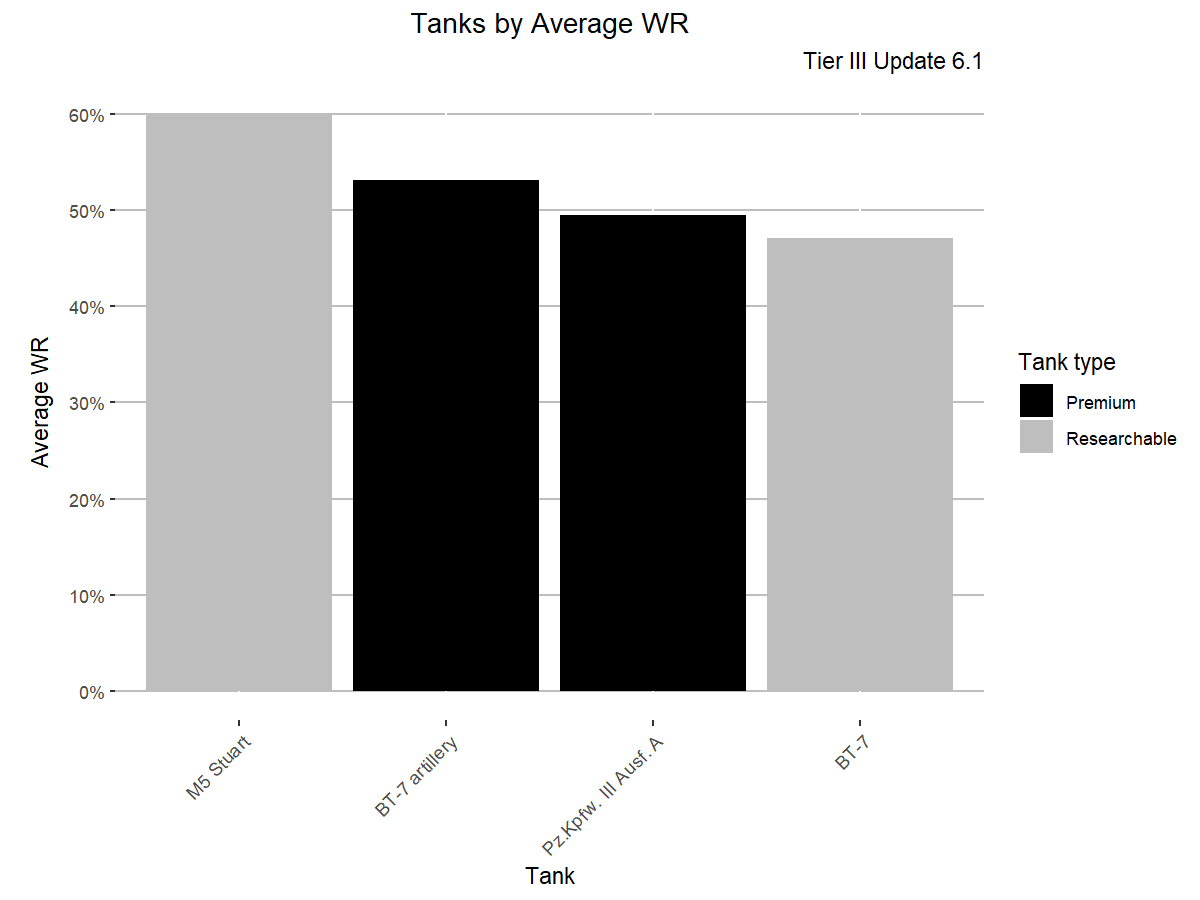 Tanks by Average WR
Tier III Update 6.1
60%
50%
40%
30%
20%
10%
0%
Average WR
M5 Stuart
BT-7 artillery
Pz.Kpfw. III Ausf. A
BT-7
Tank
Tank type
Premium
Researchable